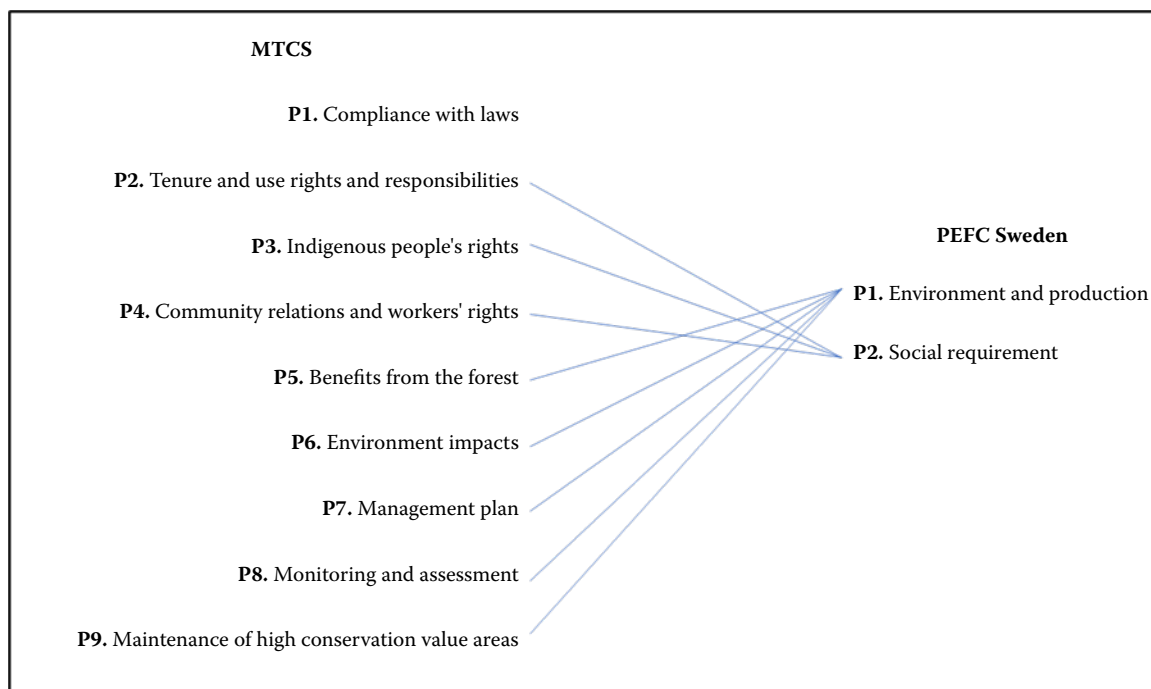 MTCS
P1. Compliance with laws
P2. Tenure and use rights and responsibilities
P3. Indigenous people's rights
P4. Community relations and workers' rights
P5. Benefits from the forest
P6. Environment impacts
P7. Management plan
P8. Monitoring and assessment
P9. Maintenance of high conservation value areas
PEFC Sweden
P1. Environment and production
P2. Social requirement